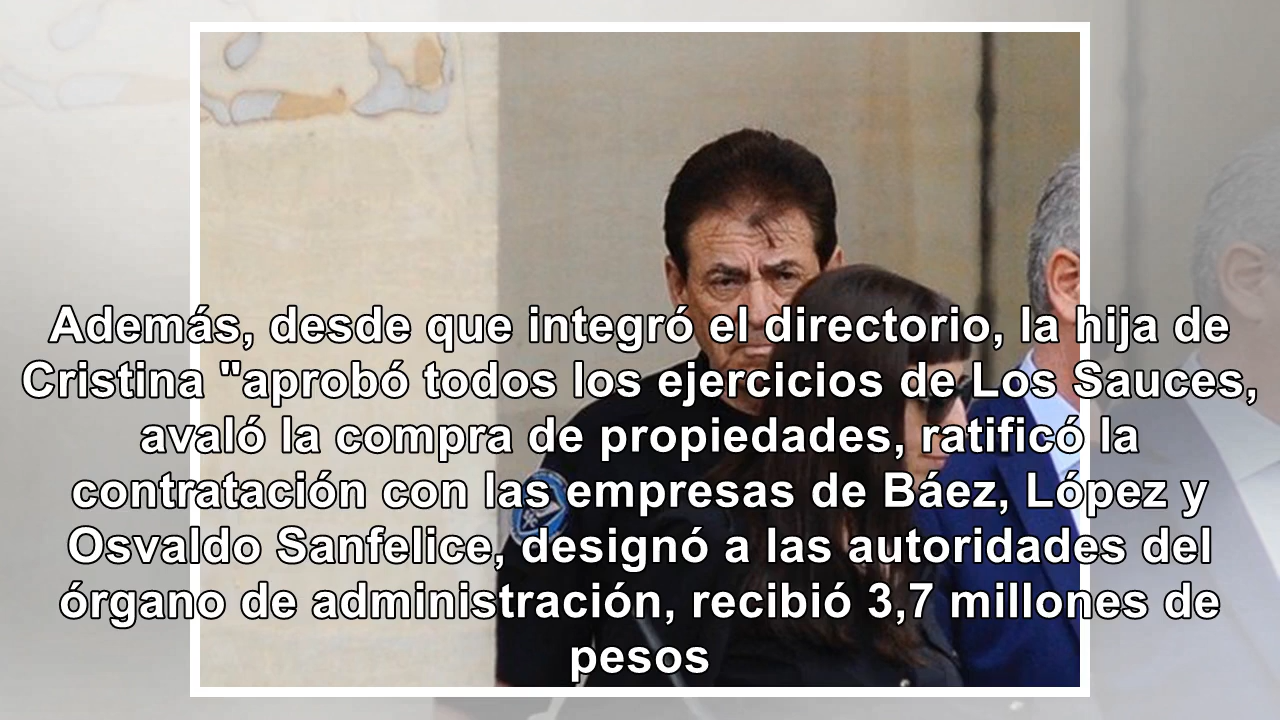 Además, desde que integró el directorio, la hija de
Cristina "aprobó todos los ejercicios de Los Sauces,
avaló la compra de propiedades, ratificó la
contratación con las empresas de Báez, López y
Osvaldo Sanfelice, designó a las autoridades del
órgano de administración, recibió 3,7 millones de
pesos